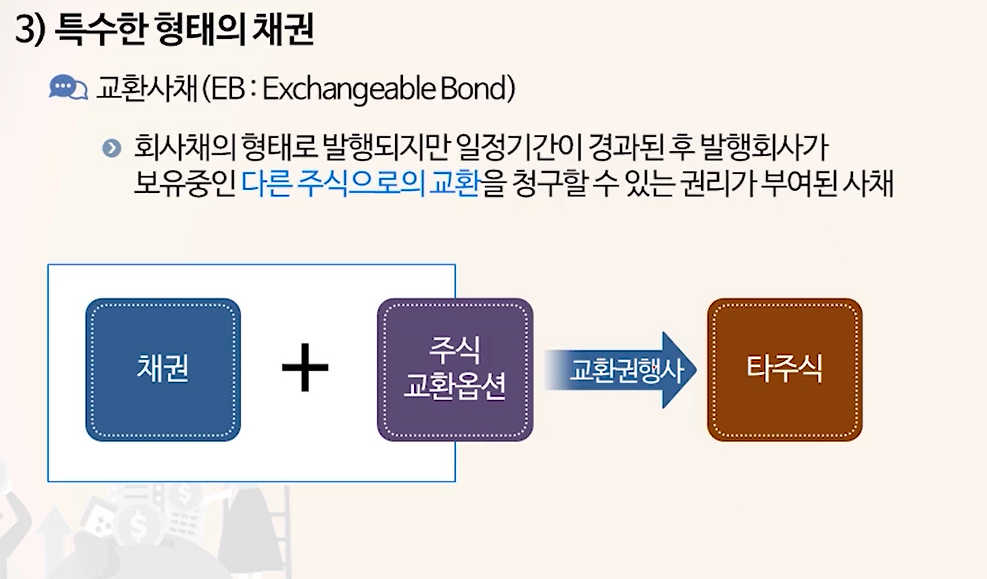 3) 특수한 형태의 채권
교환사채(EB : Exchangeable Bond)
회사채의 형태로 발행되지만 일정기간이 경과된 후 발행회사가
보유중인 다른 주식으로의 교환을 청구할 수 있는 권리가 부여된 사채
채권
+
주식
교환옵션
교환권행사
타주식